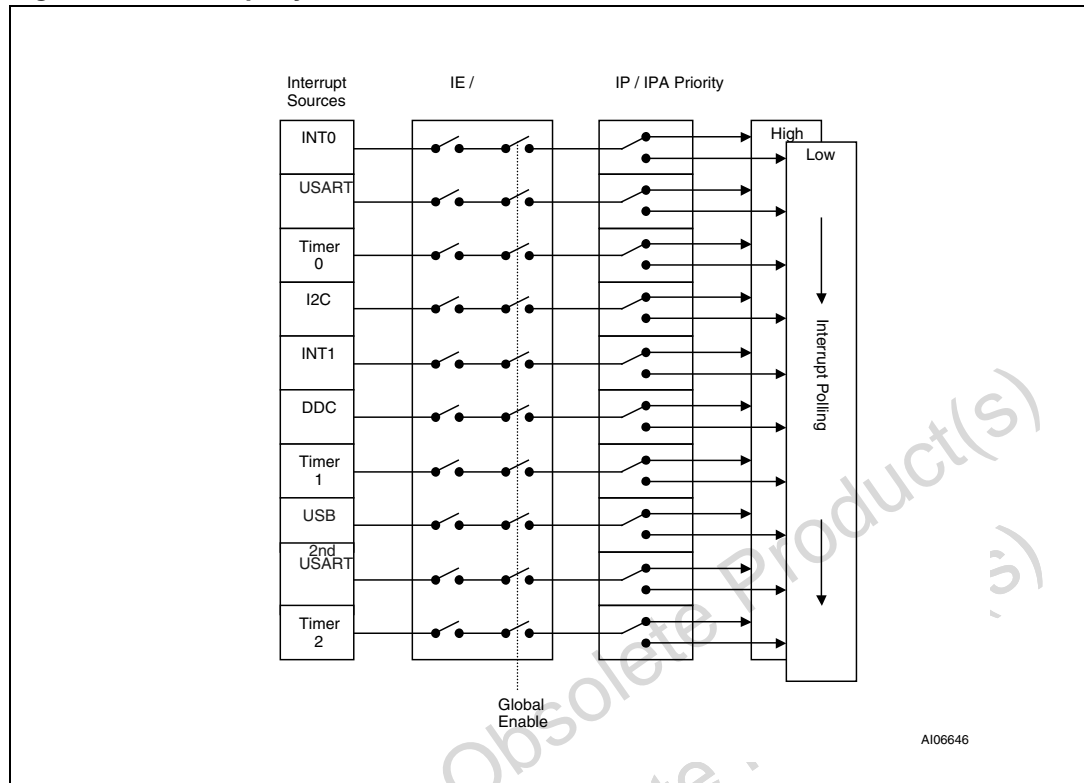 Interrupt
Sources
IE /
IP / IPA Priority
INT0
USART
Timer
0
I2C
INT1
DDC
Timer
1
USB
2nd
USART
Timer
2
High
Low
Interrupt Polling
Global
Enable
AI06646
Obsolete Product(s)